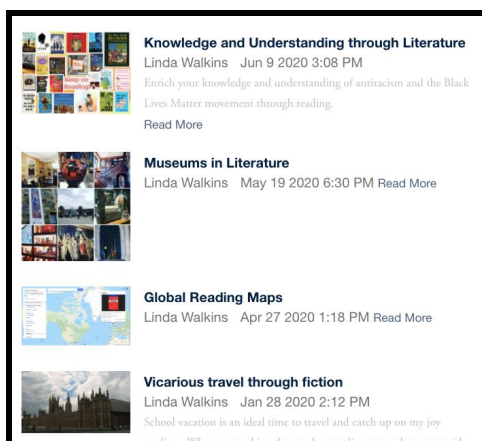 Keep on
Reading!
Knowledge and Understanding through Literature
Linda Walkins Jun 9 2020 3:08 PM
Enrich your knowledge and understanding of antiracism and the Black
Lives Matter movement through reading.
Read More
Museums in Literature
Linda Walkins May 19 2020 6:30 PM Read More
Global Reading Maps
Linda Walkins Apr 27 2020 1:18 PM Read More
Vicarious travel through fiction
Linda Walkins Jan 28 2020 2:12 PM
School vacation is an ideal time to travel and catch up on my joy